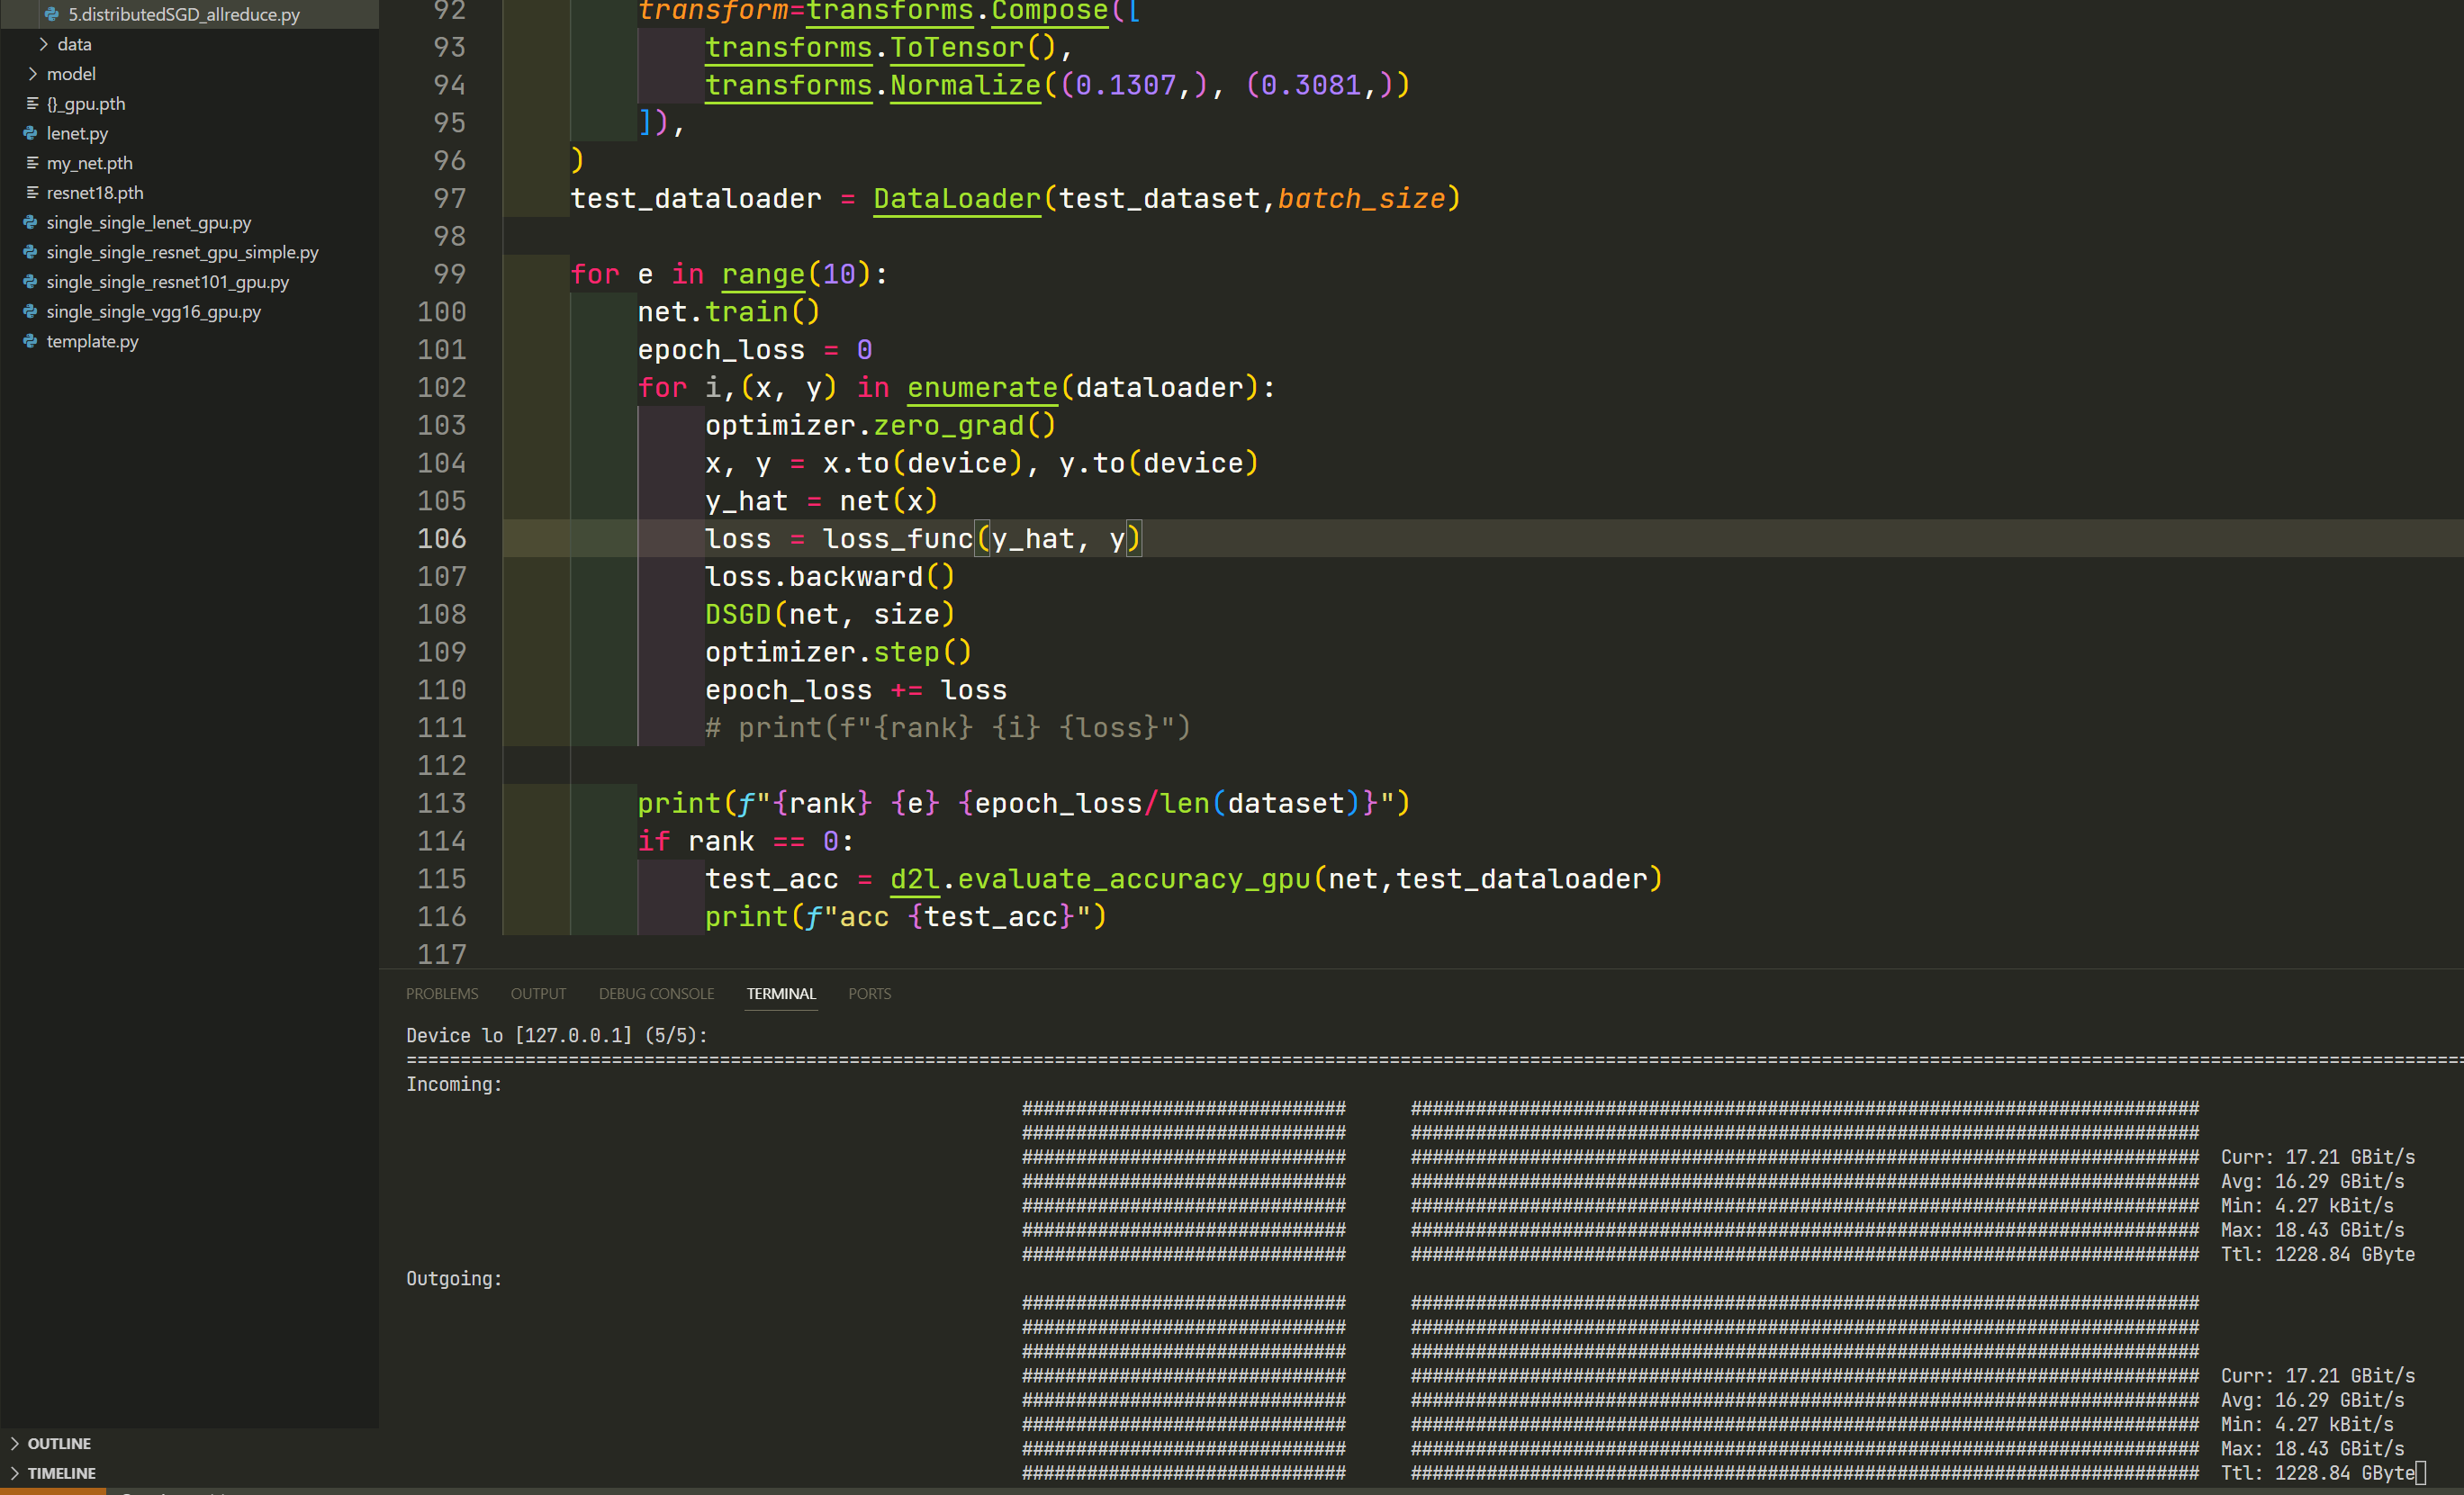 5.distributedSGD_allreduce.py
data
model
{}_gpu.pth
lenet.py
my_net.pth
resnet18.pth
single_single_lenet_gpu.py
single_single_resnet_gpu_simple.py
single_single_resnet101_gpu.py
single_single_vgg16_gpu.py
template.py
OUTLINE
TIMELINE
92 transform=transforms.Compose([
93 transforms.ToTensor(),
94 transforms.Normalize((0.1307,), (0.3081,))
95 ]),
96 )
97 test_dataloader = DataLoader(test_dataset,batch_size)
98
99 for e in range(10):
100 net.train()
101 epoch_loss = 0
102 for i,(x, y) in enumerate(dataloader):
103 optimizer.zero_grad()
104 x, y = x.to(device), y.to(device)
105 y_hat = net(x)
106 loss = loss_func(y_hat, y)
107 loss.backward()
108 DSGD(net, size)
109 optimizer.step()
110 epoch_loss += loss
111 # print(f"{rank} {i} {loss}")
112
113 print(f"{rank} {e} {epoch_loss/len(dataset)}")
114 if rank == 0:
115 test_acc = d2l.evaluate_accuracy_gpu(net,test_dataloader)
116 print(f"acc {test_acc}")
117
PROBLEMS OUTPUT DEBUG CONSOLE TERMINAL PORTS
Device lo [127.0.0.1] (5/5):
Incoming:
Curr: 17.21 GBit/s
Avg: 16.29 GBit/s
Min: 4.27 kBit/s
Max: 18.43 GBit/s
Ttl: 1228.84 GByte
Outgoing:
Curr: 17.21 GBit/s
Avg: 16.29 GBit/s
Min: 4.27 kBit/s
Max: 18.43 GBit/s
Ttl: 1228.84 GByte